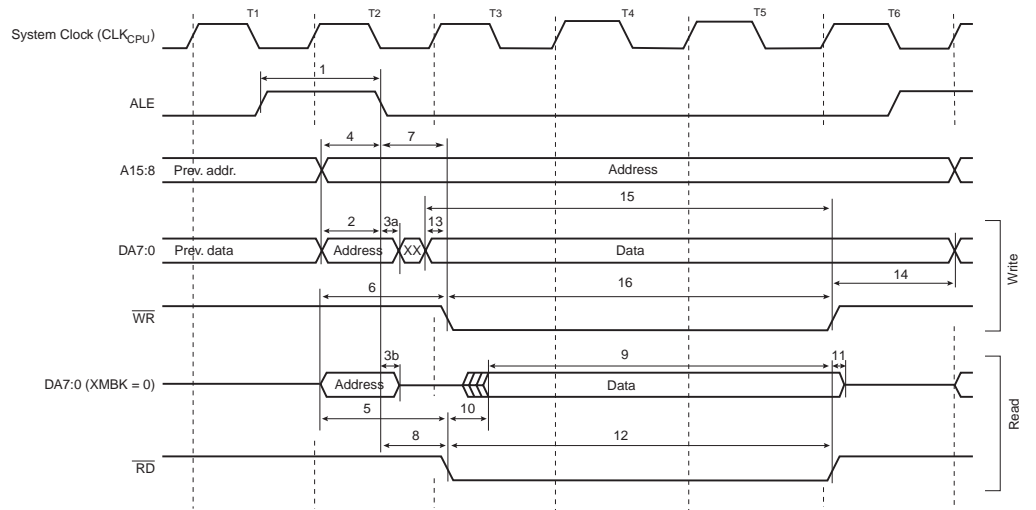 T1 T2 T3 T4 T5 T6
System Clock (CLKCPU)
1
ALE
4 7
A15:8 Prev. addr. Address
15
2 3a 13
DA7:0 Prev. data Address XX Data
14
6 16
WR
Write
3b 9 11
DA7:0 (XMBK = 0) Address Data
5 10
8 12
RD
Read